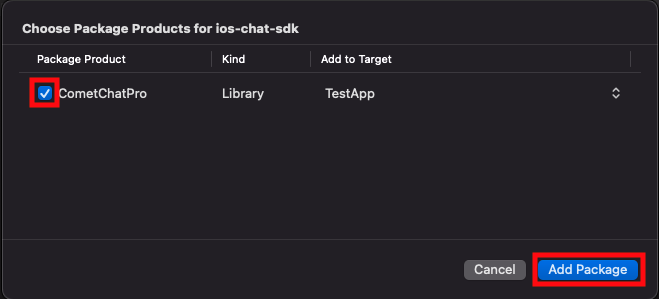 Choose Package Products for ios-chat-sdk
Package Product Kind Add to Target
CometChatPro Library TestApp
Cancel Add Package